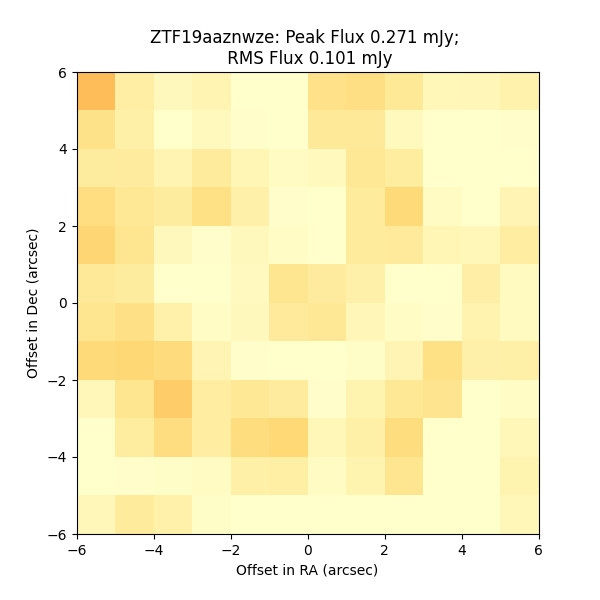 ZTF19aaznwze: Peak Flux 0.271 mJy;
RMS Flux 0.101 mJy
6
4
2
0
−2
−4
−6
Offset in Dec (arcsec)
−6 −4 −2 0 2 4 6
Offset in RA (arcsec)